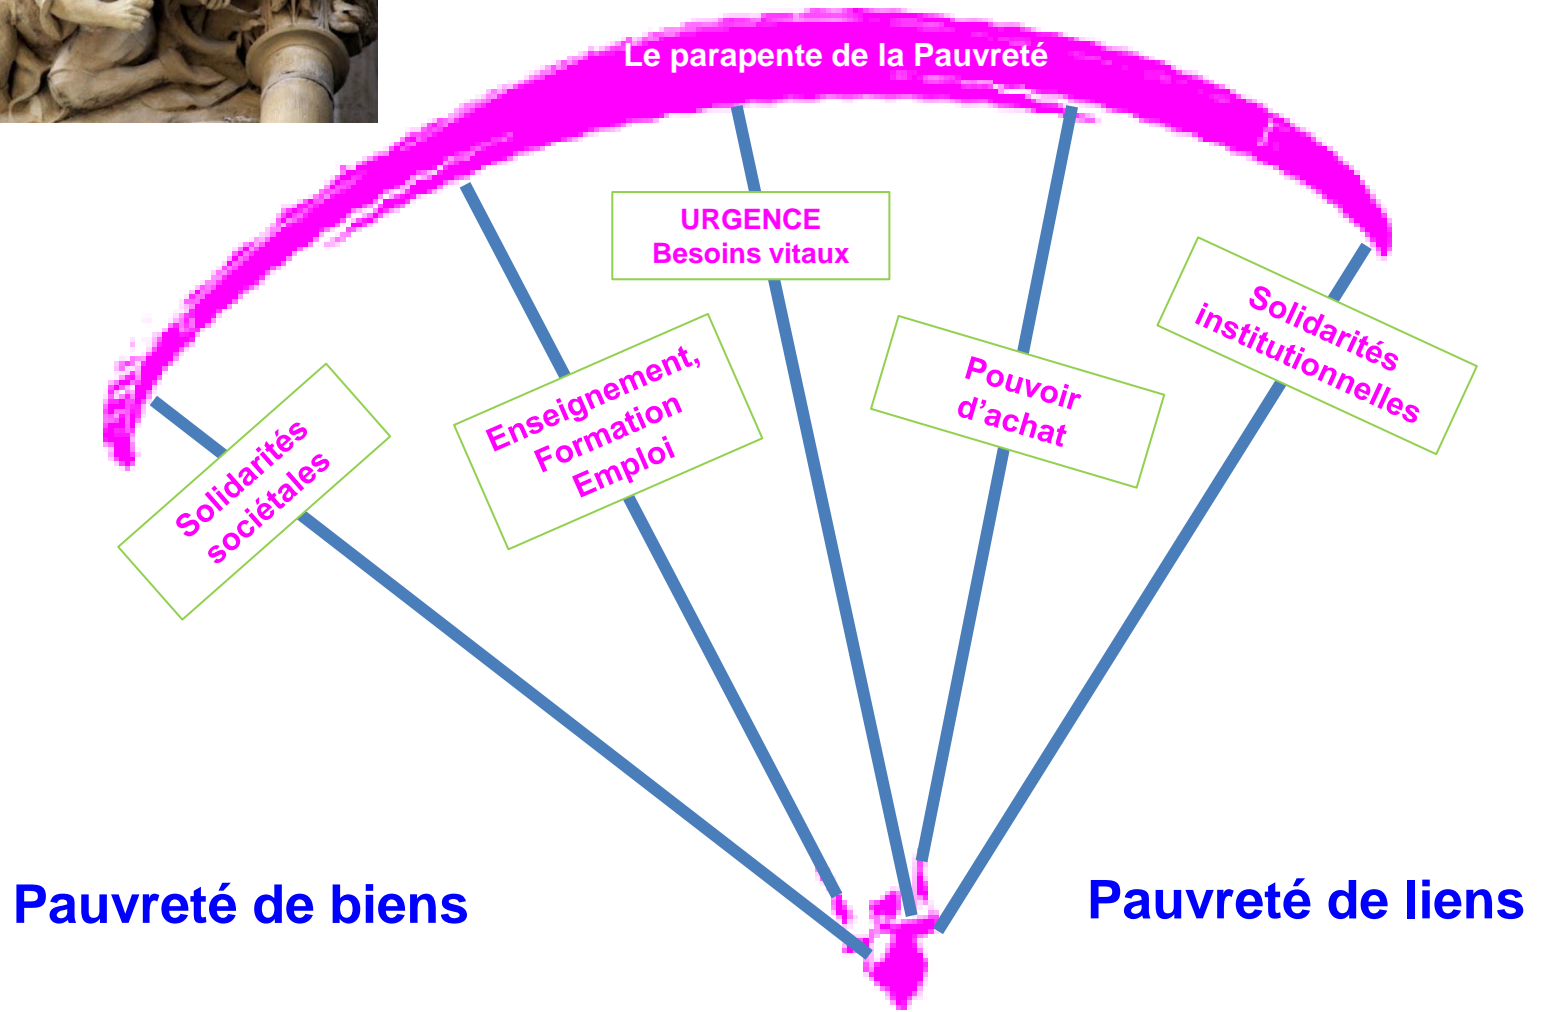 Le parapente de la Pauvreté
URGENCE
Besoins vitaux
Solidarités
institutionnelles
Enseignement,
Formation
Emploi
Pouvoir
d’achat
Solidarités
sociétales
Pauvreté de biens
Pauvreté de liens